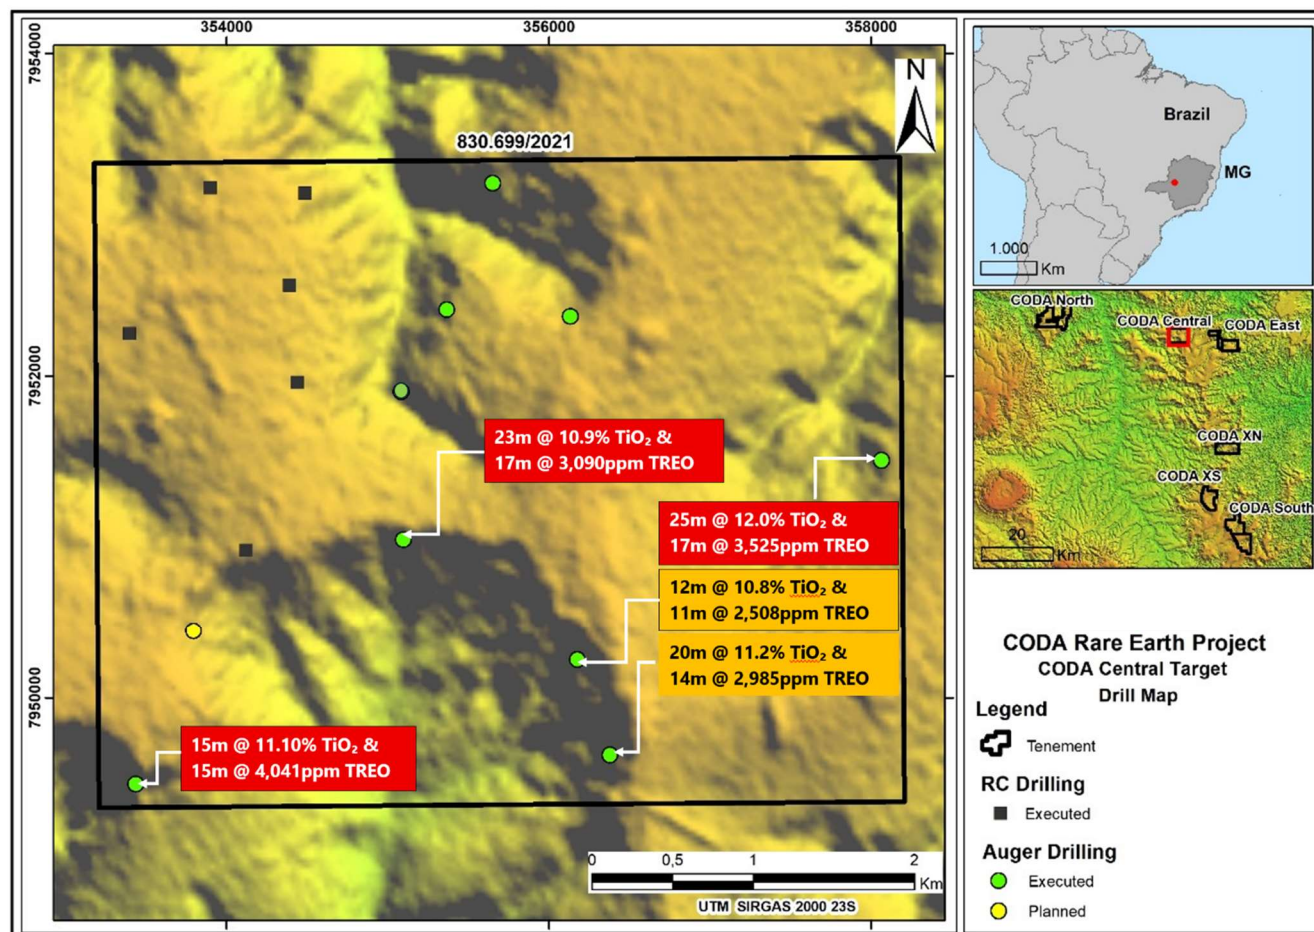 354000
356000
358000
7954000
7952000
7950000
N
830.699/2021
23m @ 10.9% TiO₂ &
17m @ 3,090ppm TREO
25m @ 12.0% TiO₂ &
17m @ 3,525ppm TREO
12m @ 10.8% TiO₂ &
11m @ 2,508ppm TREO
20m @ 11.2% TiO₂ &
14m @ 2,985ppm TREO
15m @ 11.10% TiO₂ &
15m @ 4,041ppm TREO
0 0,5 1 2
Km
UTM SIRGAS 2000 23S
Brazil
MG
1.000
Km
CODA North
CODA Central
CODA East
CODA XN
CODA XS
CODA South
20
Km
CODA Rare Earth Project
CODA Central Target
Drill Map
Legend
Tenement
RC Drilling
Executed
Auger Drilling
Executed
Planned